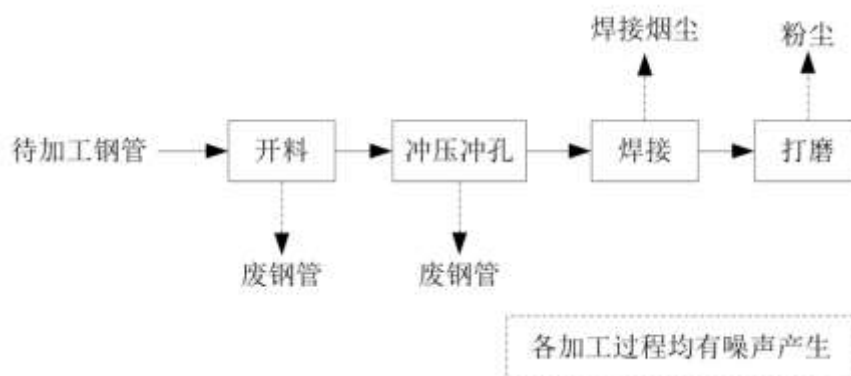 焊接烟尘
粉尘
待加工钢管
开料
冲压冲孔
焊接
打磨
废钢管
废钢管
各加工过程均有噪声产生